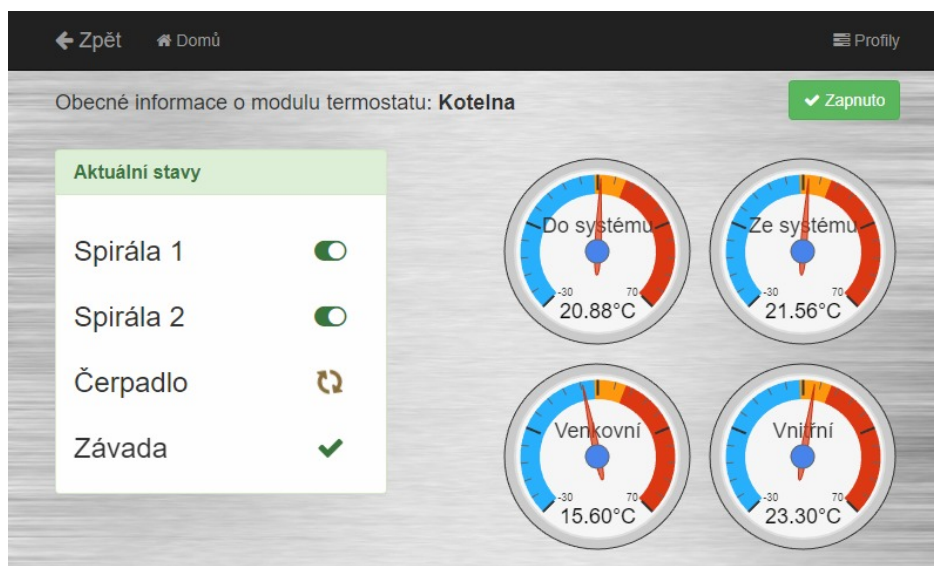 Zpět Domů Profily
Obecné informace o modulu termostatu: Kotelna Zapnuto
Aktuální stavy
Spirála 1
Spirála 2
Čerpadlo
Závada
Do systému
-30 70
20.88°C
Ze systému
-30 70
21.56°C
Venkovní
-30 70
15.60°C
Vnitřní
-30 70
23.30°C